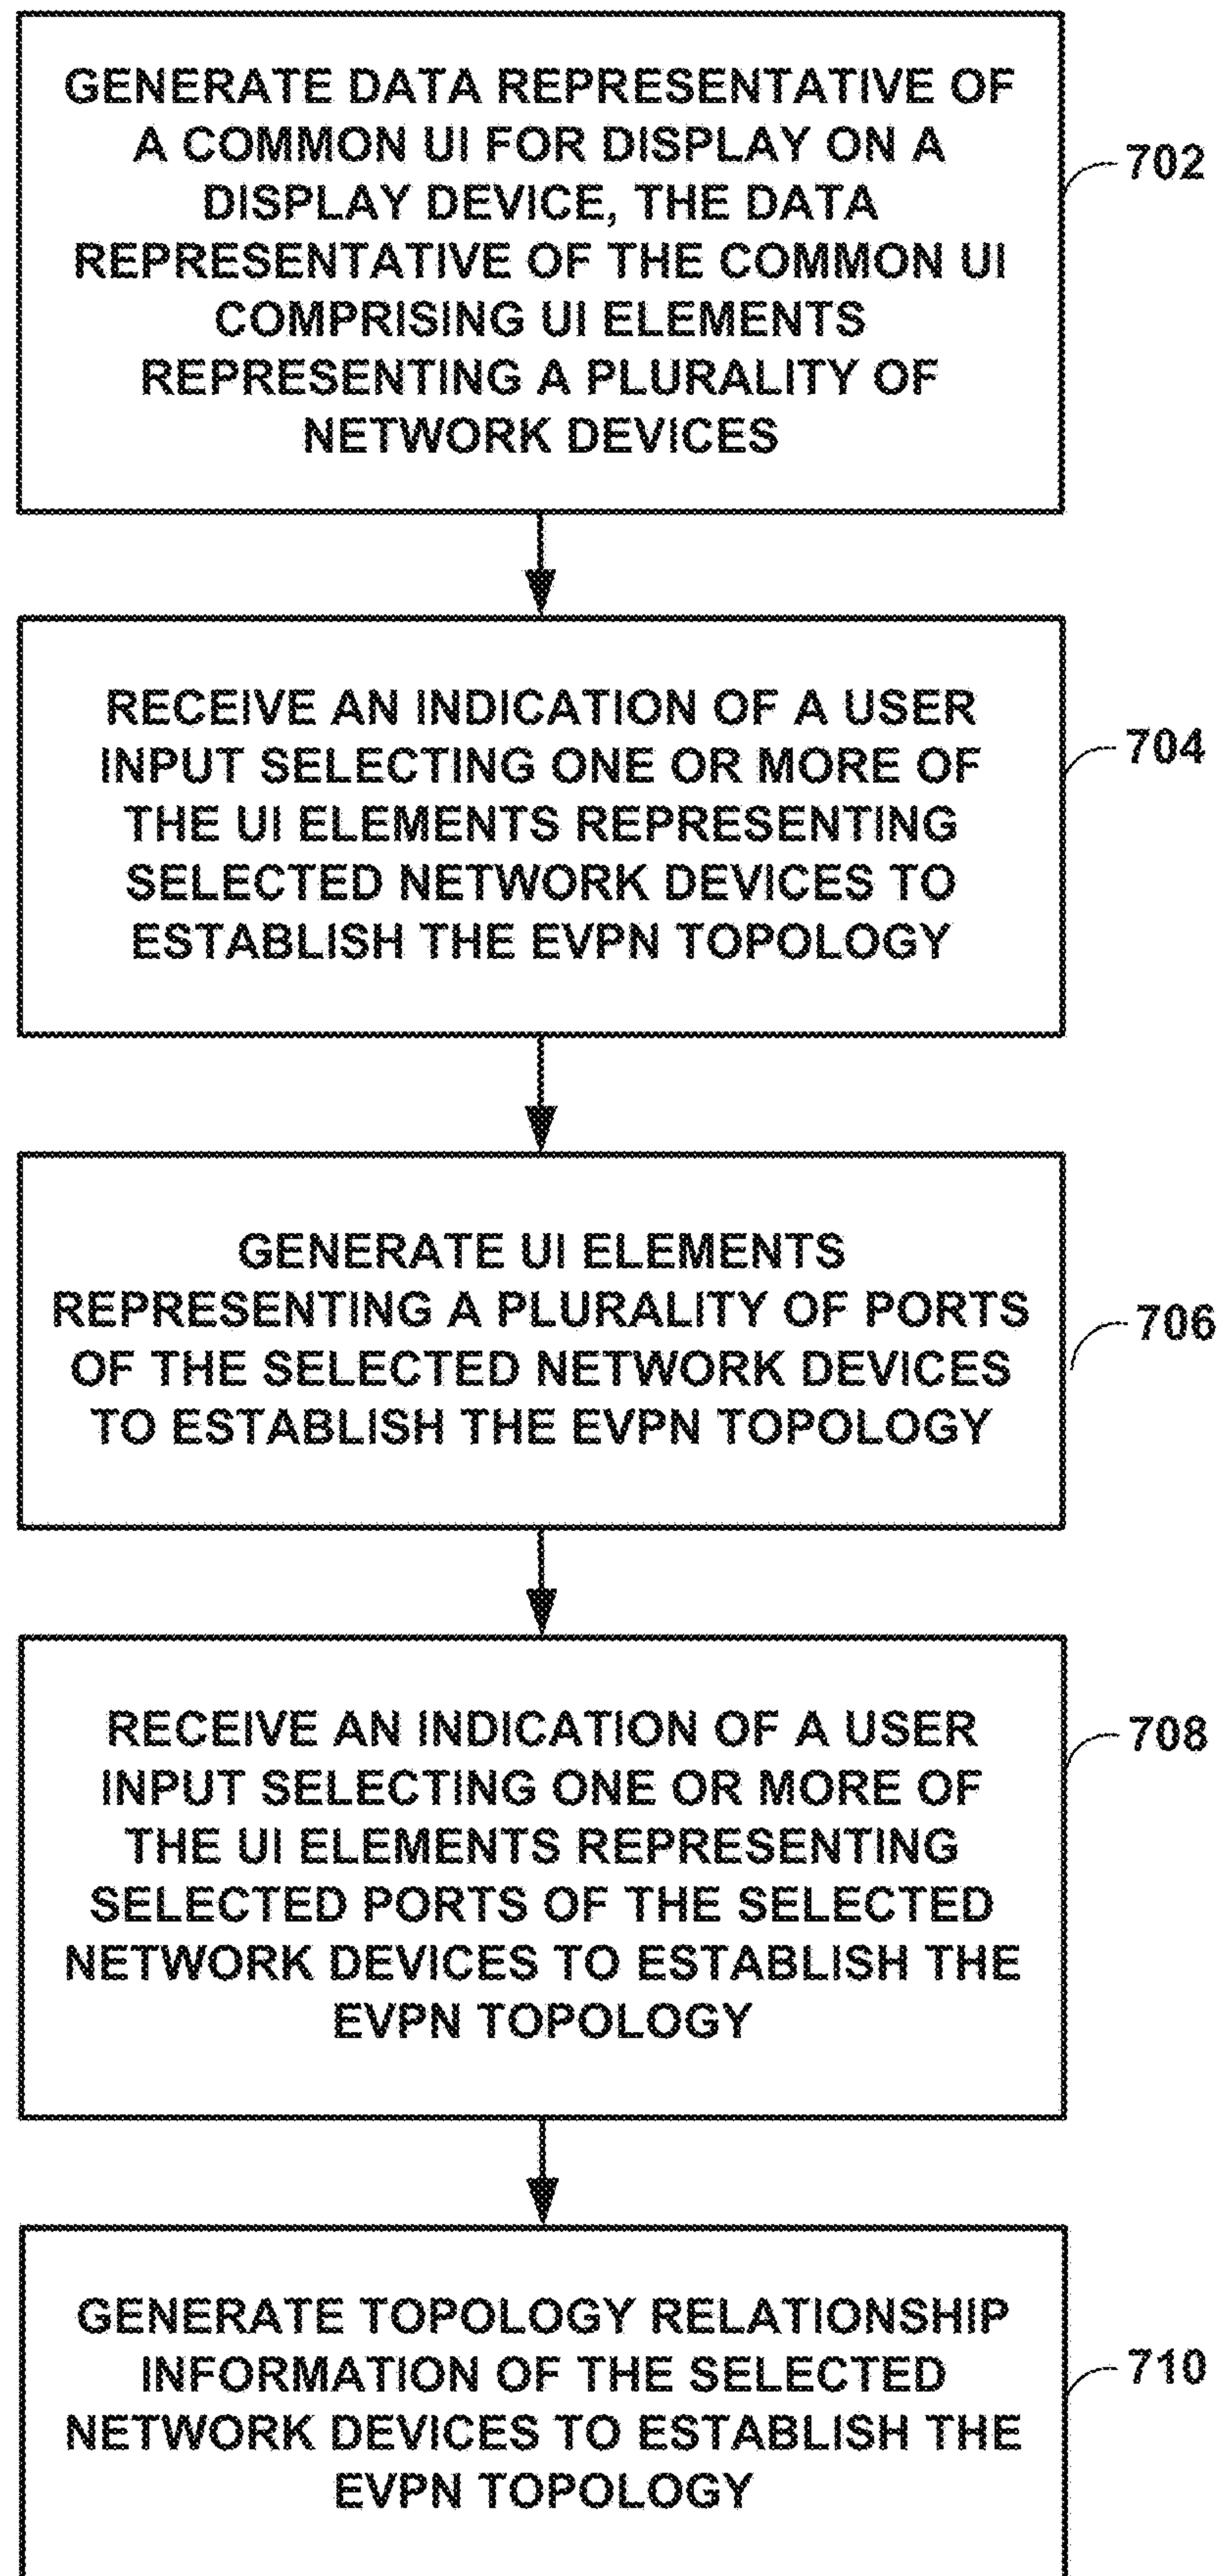 GENERATE DATA REPRESENTATIVE OF
A COMMON UI FOR DISPLAY ON A
DISPLAY DEVICE, THE DATA
REPRESENTATIVE OF THE COMMON UI
COMPRISING UI ELEMENTS
REPRESENTING A PLURALITY OF
NETWORK DEVICES
702
RECEIVE AN INDICATION OF A USER
INPUT SELECTING ONE OR MORE OF
THE UI ELEMENTS REPRESENTING
SELECTED NETWORK DEVICES TO
ESTABLISH THE EVPN TOPOLOGY
704
GENERATE UI ELEMENTS
REPRESENTING A PLURALITY OF PORTS
OF THE SELECTED NETWORK DEVICES
TO ESTABLISH THE EVPN TOPOLOGY
706
RECEIVE AN INDICATION OF A USER
INPUT SELECTING ONE OR MORE OF
THE UI ELEMENTS REPRESENTING
SELECTED PORTS OF THE SELECTED
NETWORK DEVICES TO ESTABLISH THE
EVPN TOPOLOGY
708
GENERATE TOPOLOGY RELATIONSHIP
INFORMATION OF THE SELECTED
NETWORK DEVICES TO ESTABLISH THE
EVPN TOPOLOGY
710